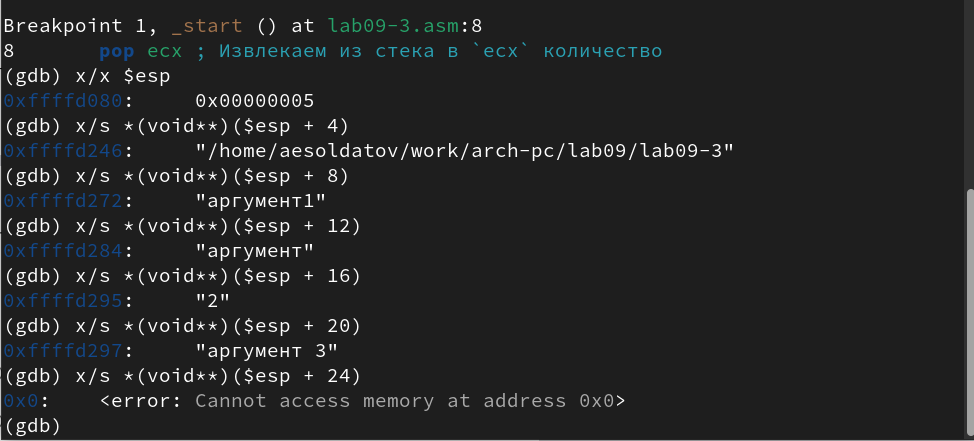 Breakpoint 1, _start () at lab09-3.asm:8
8 pop ecx ; Извлекаем из стека в `ecx` количество
(gdb) x/x $esp
0xffffd080: 0x00000005
(gdb) x/s *(void**)($esp + 4)
0xffffd246: "/home/aesoldatov/work/arch-pc/lab09/lab09-3"
(gdb) x/s *(void**)($esp + 8)
0xffffd272: "аргумент1"
(gdb) x/s *(void**)($esp + 12)
0xffffd284: "аргумент"
(gdb) x/s *(void**)($esp + 16)
0xffffd295: "2"
(gdb) x/s *(void**)($esp + 20)
0xffffd297: "аргумент 3"
(gdb) x/s *(void**)($esp + 24)
0x0: <error: Cannot access memory at address 0x0>
(gdb)